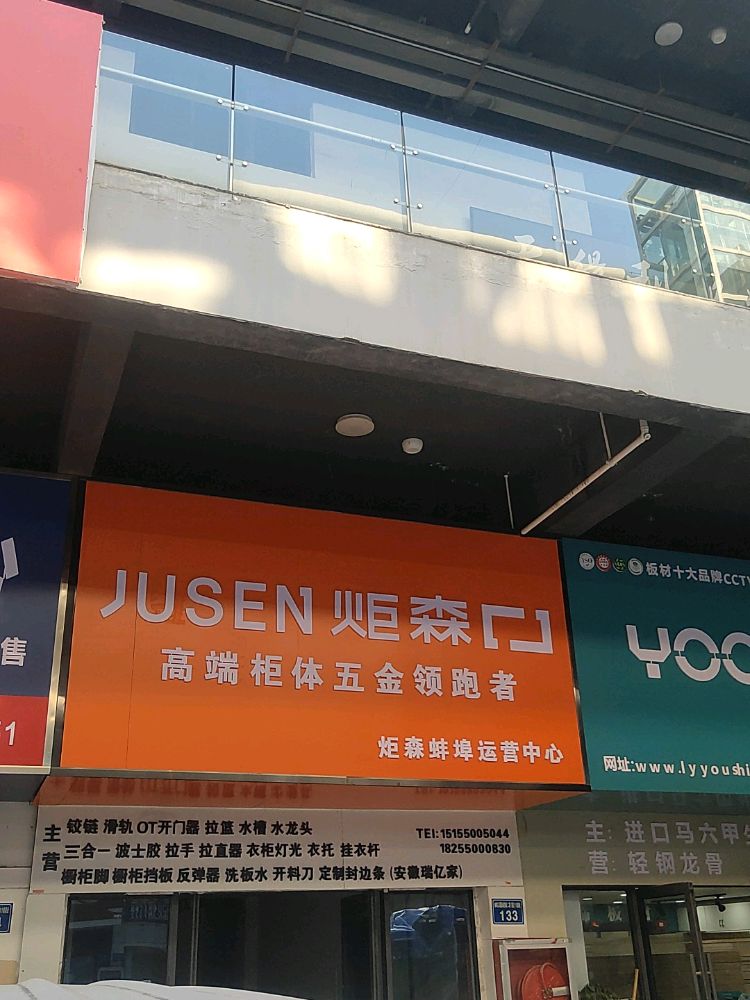 售
JUSEN 炬森
高端柜体五金领跑者
炬森蚌埠运营中心
板材十大品牌CCTV
YOO
网址:www.lyyoushi
主营
铰链 滑轨 OT开门器 拉篮 水槽 水龙头
三合一 波士胶 拉手 拉直器 衣柜灯光 衣托 挂衣杆
橱柜脚 橱柜挡板 反弹器 洗板水 开料刀 定制封边条 (安徽瑞亿家)
TEl: 15155005044
18255000830
主: 进口马六甲
营: 轻钢龙骨
133